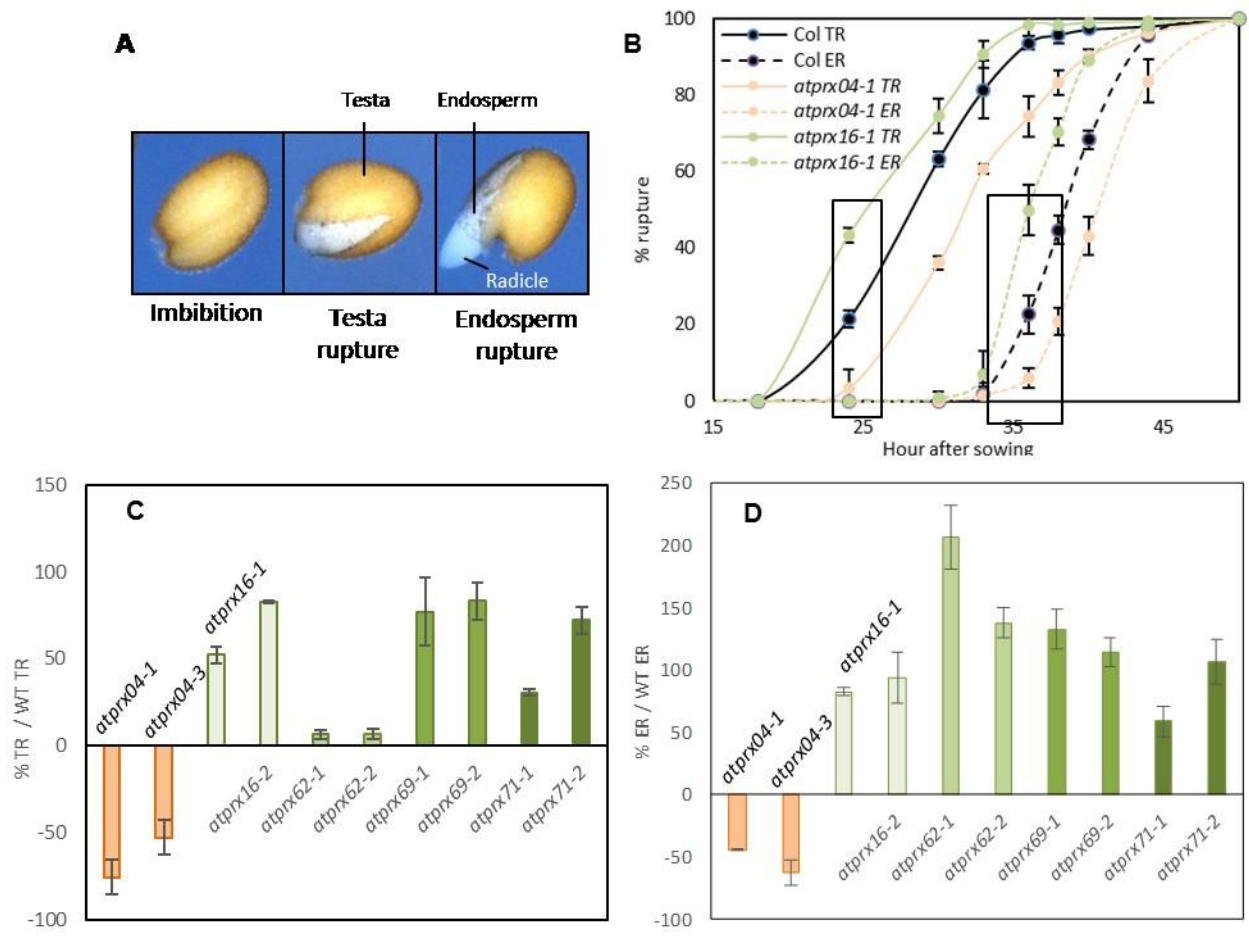 A
Testa
Endosperm
Radicle
Imbibition
Testa
rupture
Endosperm
rupture
B
100
80
60
40
20
0
% rupture
Col TR
Col ER
atprx04-1 TR
atprx04-1 ER
atprx16-1 TR
atprx16-1 ER
15
25
35
45
Hour after sowing
C
150
100
50
0
-50
-100
% TR / WT TR
atprx04-1
atprx04-3
atprx16-1
atprx16-2
atprx62-1
atprx62-2
atprx69-1
atprx69-2
atprx71-1
atprx71-2
D
250
200
150
100
50
0
-50
-100
% ER / WT ER
atprx04-1
atprx04-3
atprx16-1
atprx16-2
atprx62-1
atprx62-2
atprx69-1
atprx69-2
atprx71-1
atprx71-2